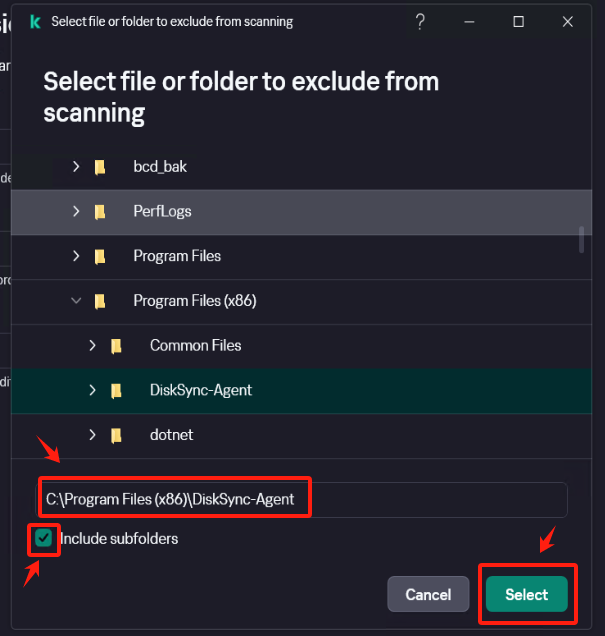 Select file or folder to exclude from scanning
?
Select file or folder to exclude from
scanning
bcd_bak
PerfLogs
Program Files
Program Files (x86)
Common Files
DiskSync-Agent
dotnet
C:\Program Files (x86)\DiskSync-Agent
Include subfolders
Cancel
Select